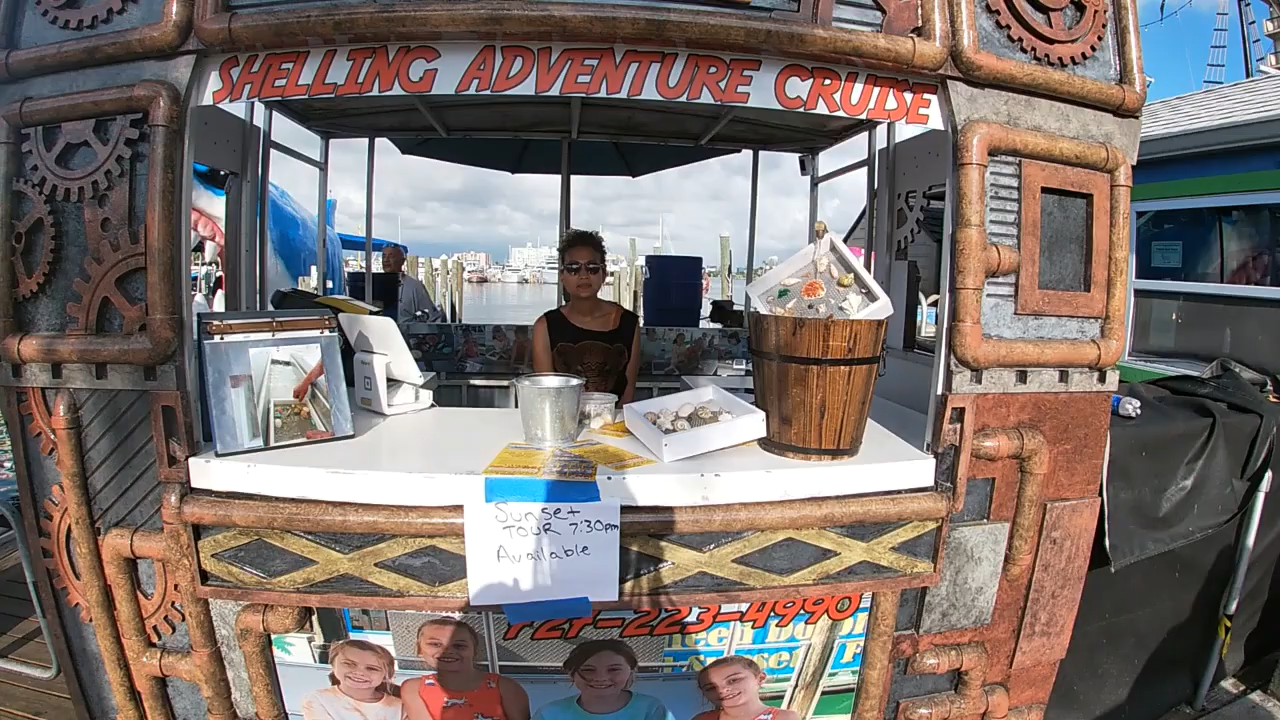 SHELLING ADVENTURE CRUISE
Sunset
TOUR 7:30pm
Available
727-223-4990